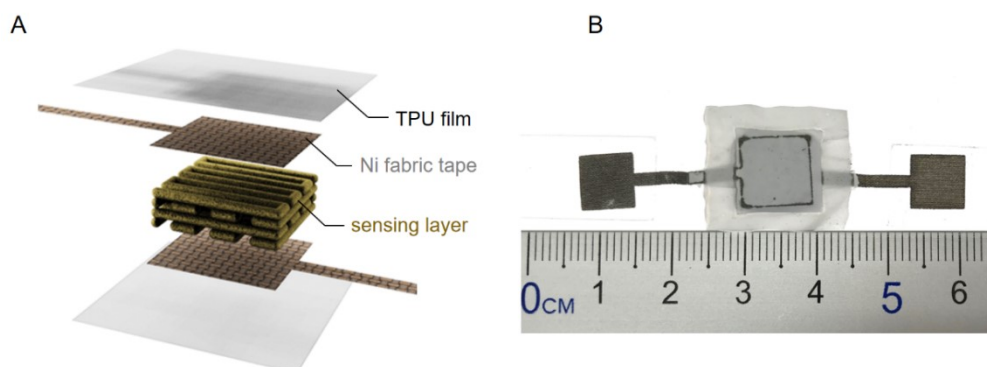 A
B
TPU film
Ni fabric tape
sensing layer
0CM 1 2 3 4 5 6